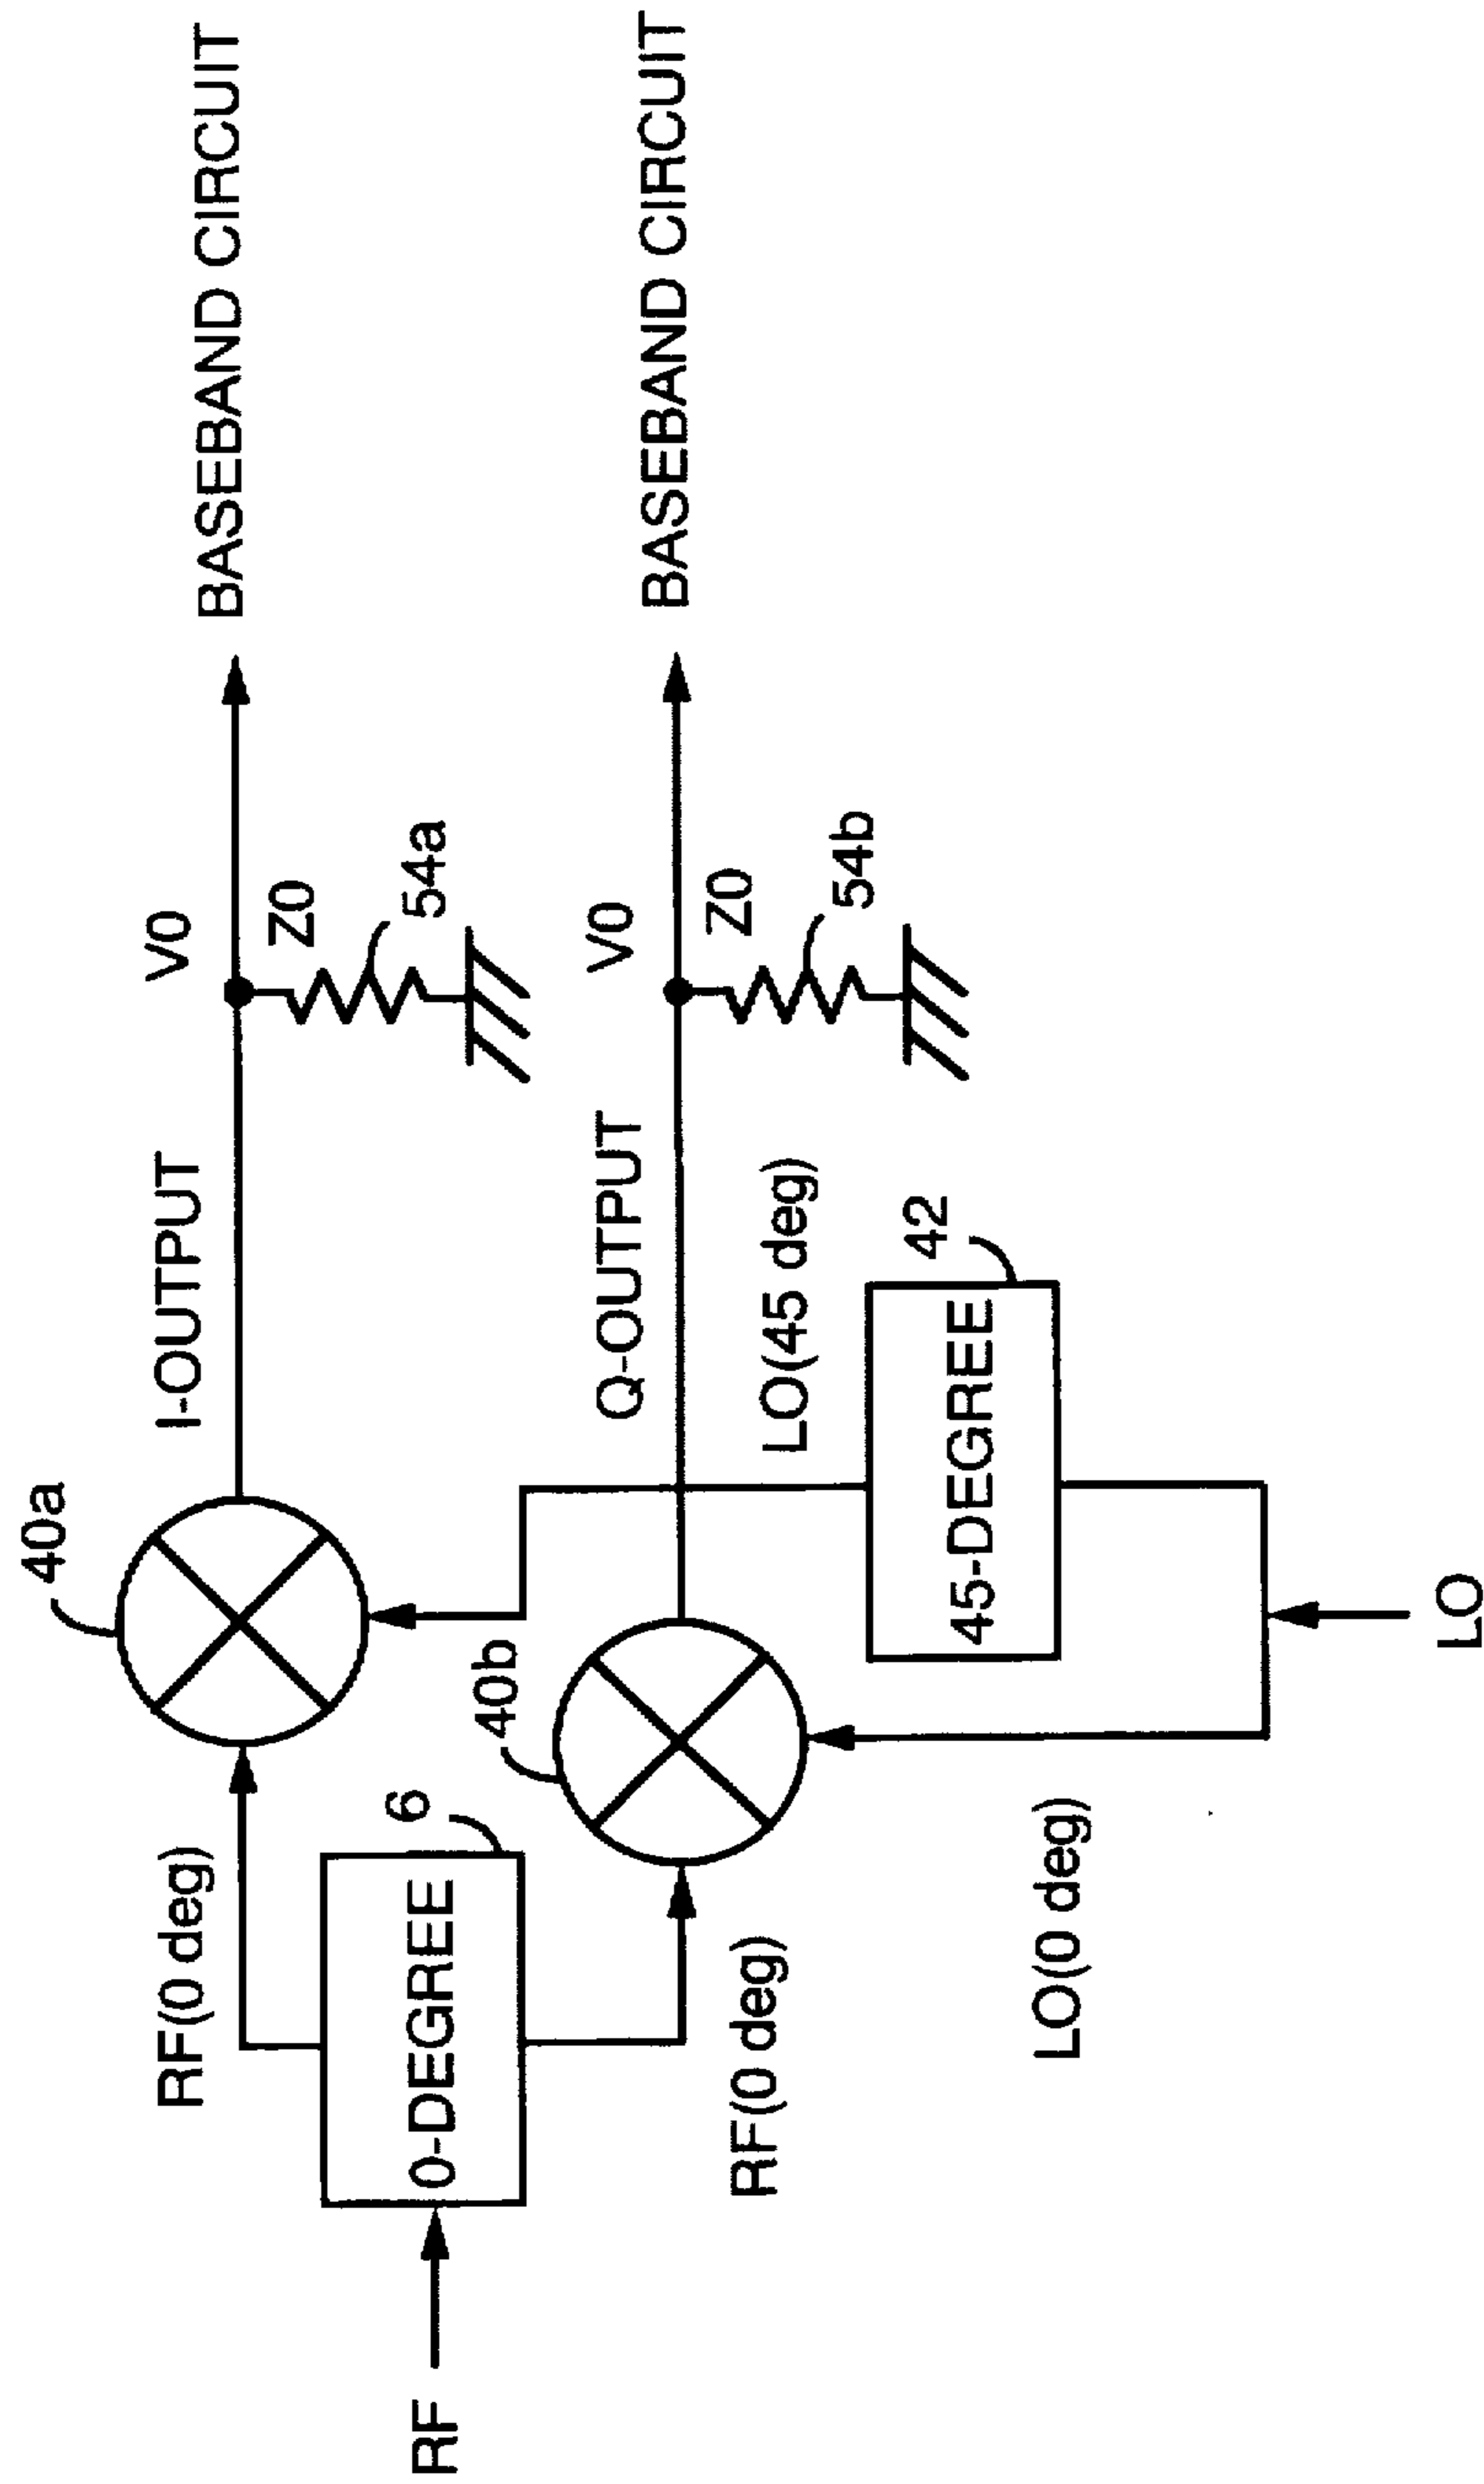 40a
I-OUTPUT
V0
BASEBAND CIRCUIT
Z0
54a
RF(0 deg)
RF
0-DEGREE
6
40b
Q-OUTPUT
V0
BASEBAND CIRCUIT
Z0
54b
RF(0 deg)
LO(45 deg)
42
45-DEGREE
LO(0 deg)
LO